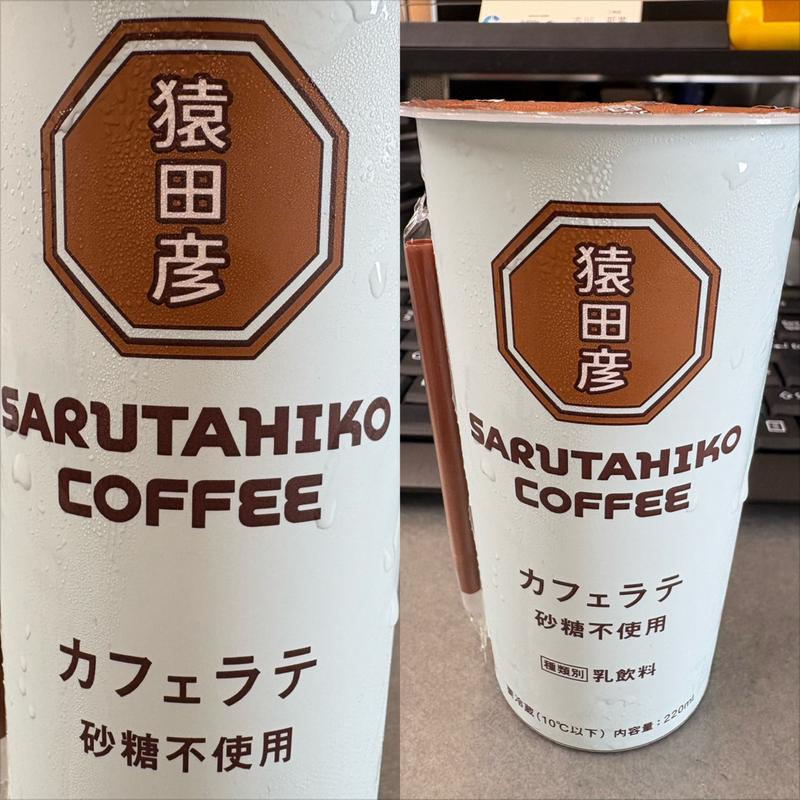 猿田彦
SARUTAHIKO
COFFEE
カフェラテ
砂糖不使用
猿田彦
SARUTAHIKO
COFFEE
カフェラテ
砂糖不使用
種類別 乳飲料
要冷蔵(10℃以下) 内容量:220ml